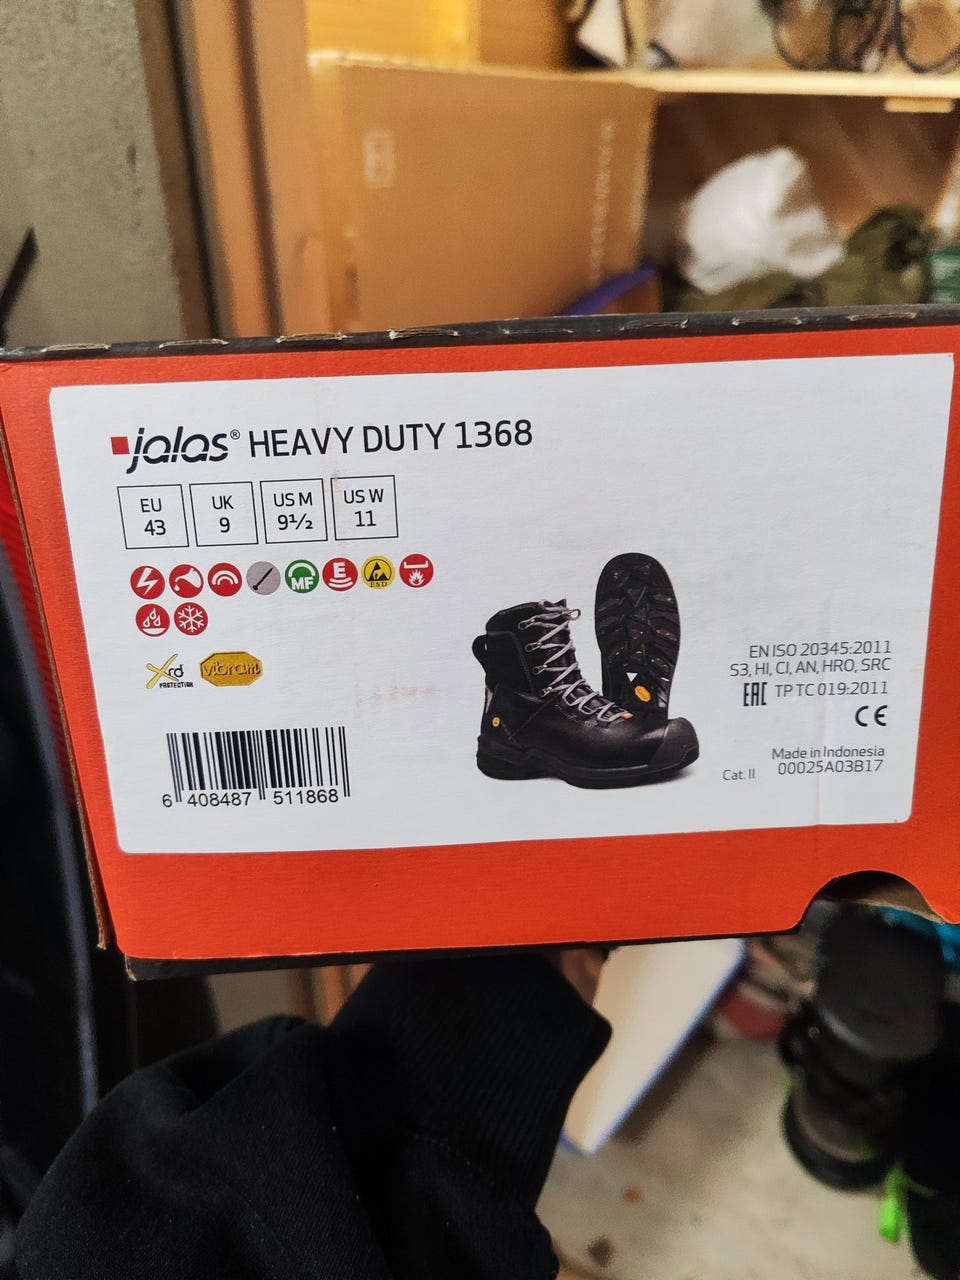 jalas® HEAVY DUTY 1368
EU 43
UK 9
US M 9½
US W 11
MF
E
ESD
Xrd PROTECTION
vibram
EN ISO 20345:2011
S3, HI, CI, AN, HRO, SRC
EAC TP TC 019:2011
CE
Made in Indonesia
Cat. II 00025A03B17
6 408487 511868